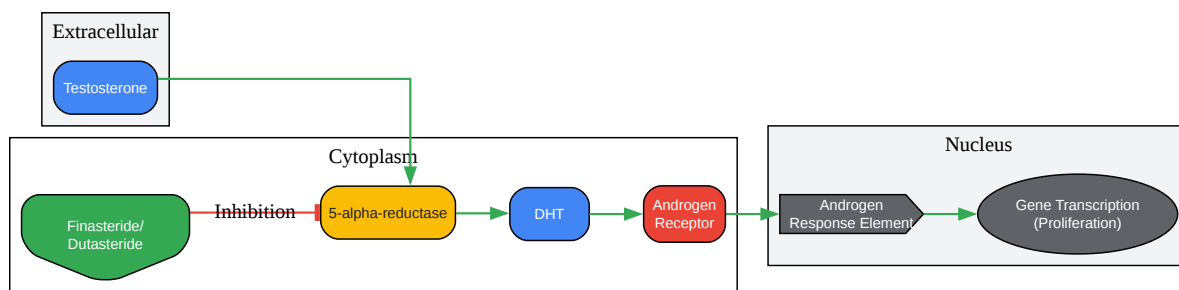 Extracellular
Testosterone
Cytoplasm
Finasteride/
Dutasteride
Inhibition
5-alpha-reductase
DHT
Androgen
Receptor
Nucleus
Androgen
Response Element
Gene Transcription
(Proliferation)